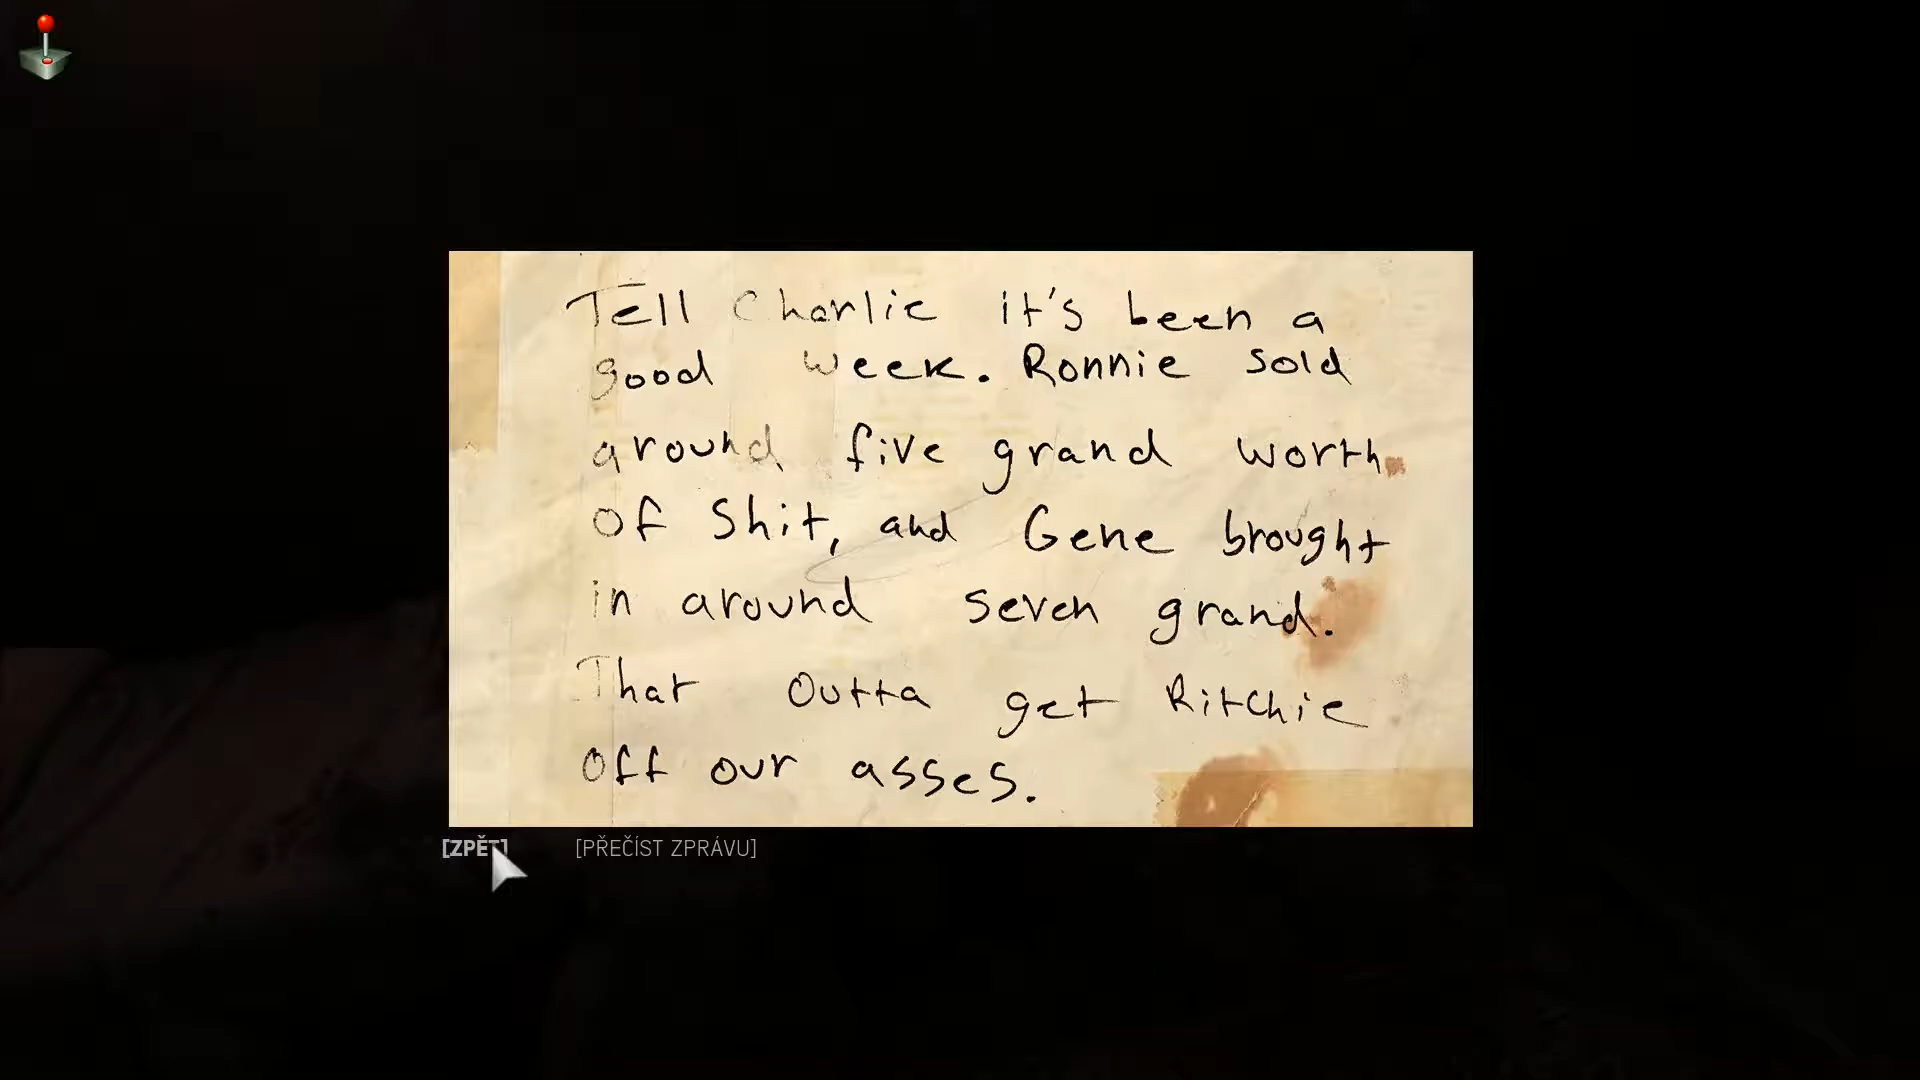 Tell Charlie it's been a
good week. Ronnie sold
around five grand worth
of Shit, and Gene brought
in around seven grand.
That Outta get Ritchie
Off our asses.
[ZPĚT] [PŘEČÍST ZPRÁVU]